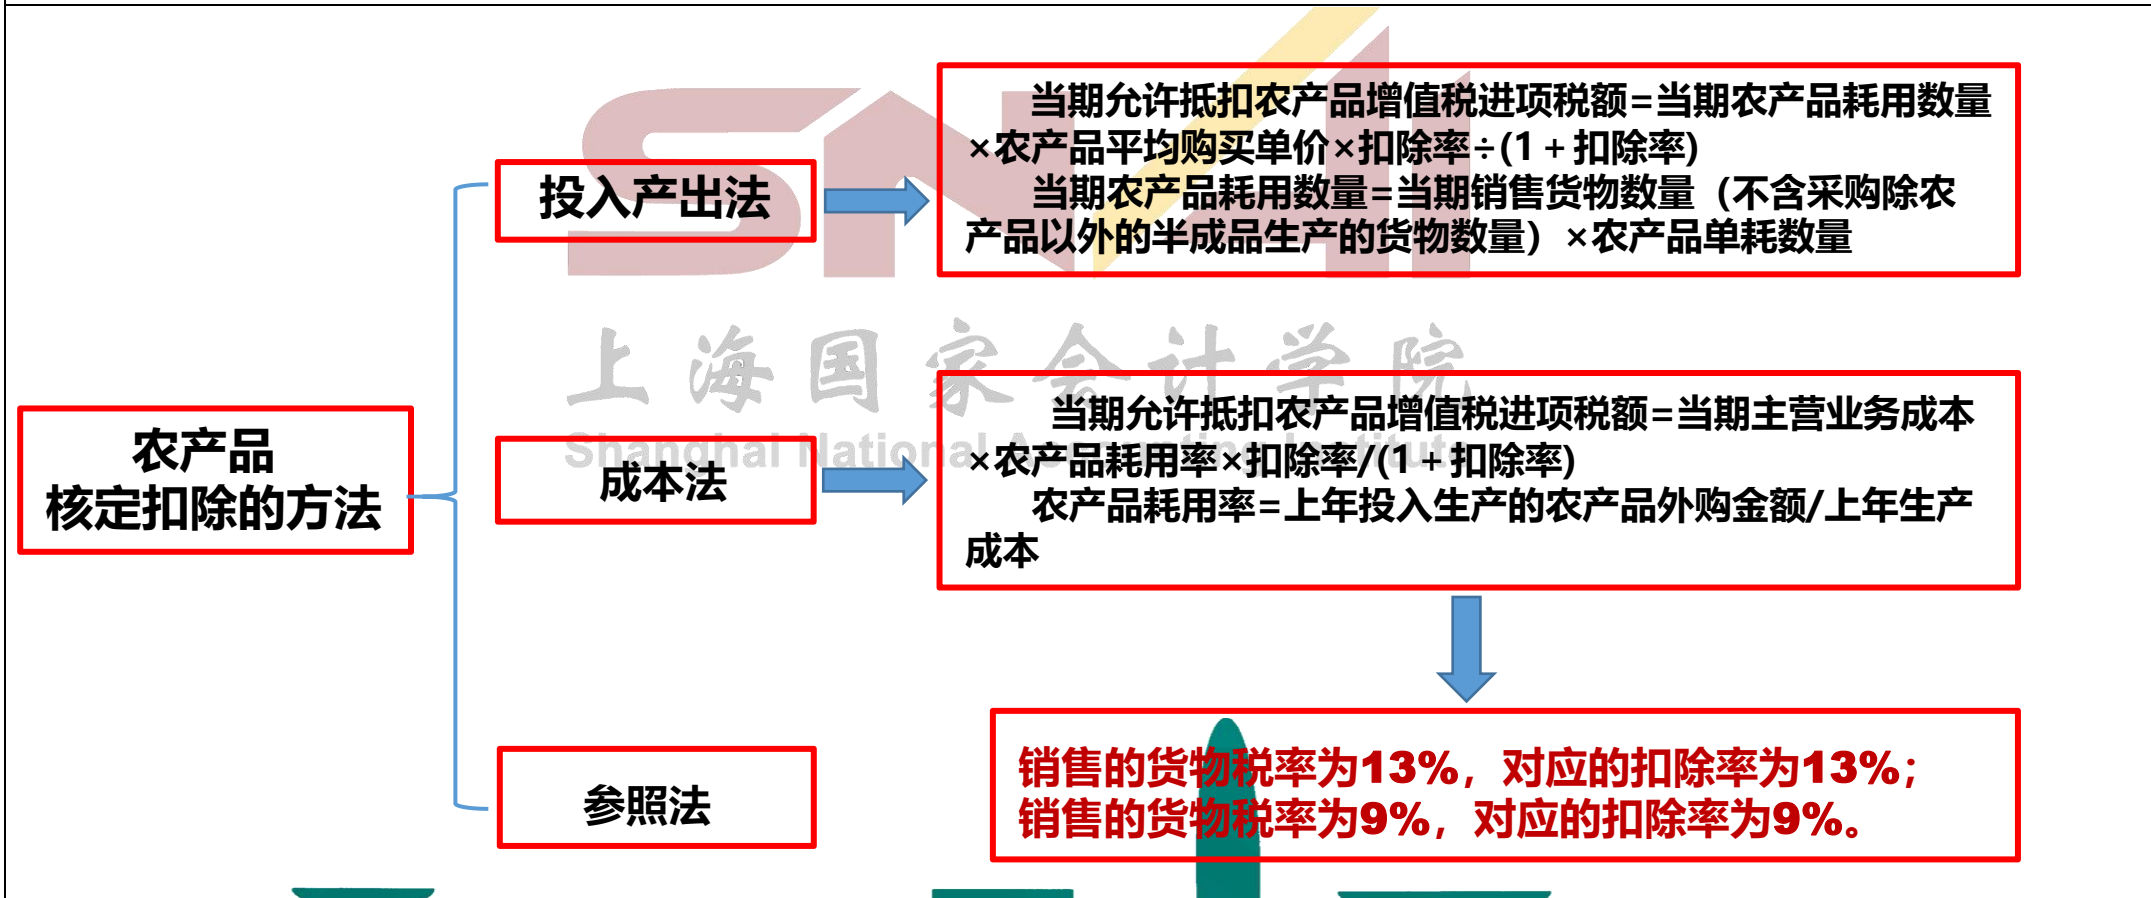 SNAI
上海国家会计学院
Shanghai National Accounting Institute
农产品
核定扣除的方法
投入产出法
当期允许抵扣农产品增值税进项税额=当期农产品耗用数量
×农产品平均购买单价×扣除率÷(1+扣除率)
当期农产品耗用数量=当期销售货物数量（不含采购除农
产品以外的半成品生产的货物数量）×农产品单耗数量
成本法
当期允许抵扣农产品增值税进项税额=当期主营业务成本
×农产品耗用率×扣除率/(1+扣除率)
农产品耗用率=上年投入生产的农产品外购金额/上年生产
成本
参照法
销售的货物税率为13%，对应的扣除率为13%；
销售的货物税率为9%，对应的扣除率为9%。